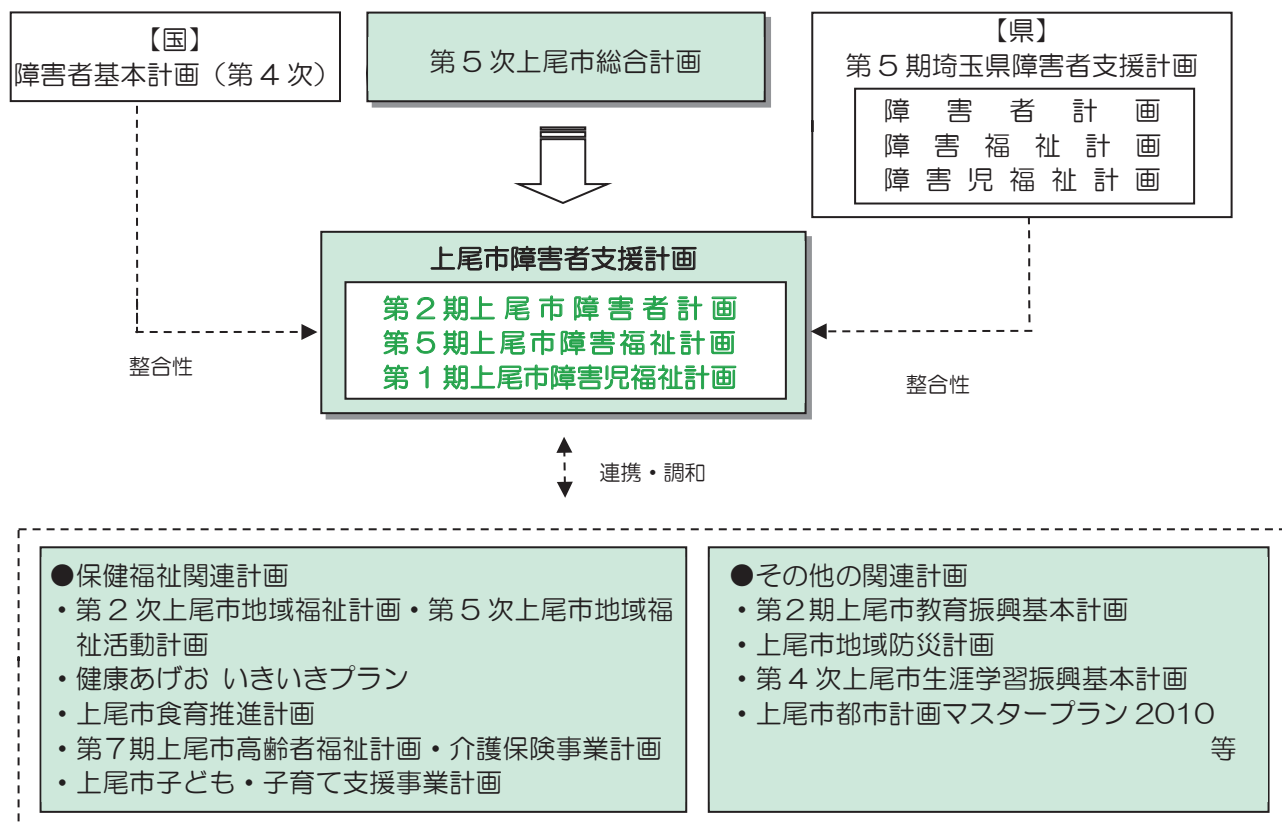 【国】
障害者基本計画（第４次）
第５次上尾市総合計画
【県】
第５期埼玉県障害者支援計画
障害者計画
障害福祉計画
障害児福祉計画
上尾市障害者支援計画
第２期上尾市障害者計画
第５期上尾市障害福祉計画
第１期上尾市障害児福祉計画
整合性
整合性
連携・調和
●保健福祉関連計画
・第２次上尾市地域福祉計画・第５次上尾市地域福
祉活動計画
・健康あげお いきいきプラン
・上尾市食育推進計画
・第７期上尾市高齢者福祉計画・介護保険事業計画
・上尾市子ども・子育て支援事業計画
●その他の関連計画
・第２期上尾市教育振興基本計画
・上尾市地域防災計画
・第４次上尾市生涯学習振興基本計画
・上尾市都市計画マスタープラン2010
等